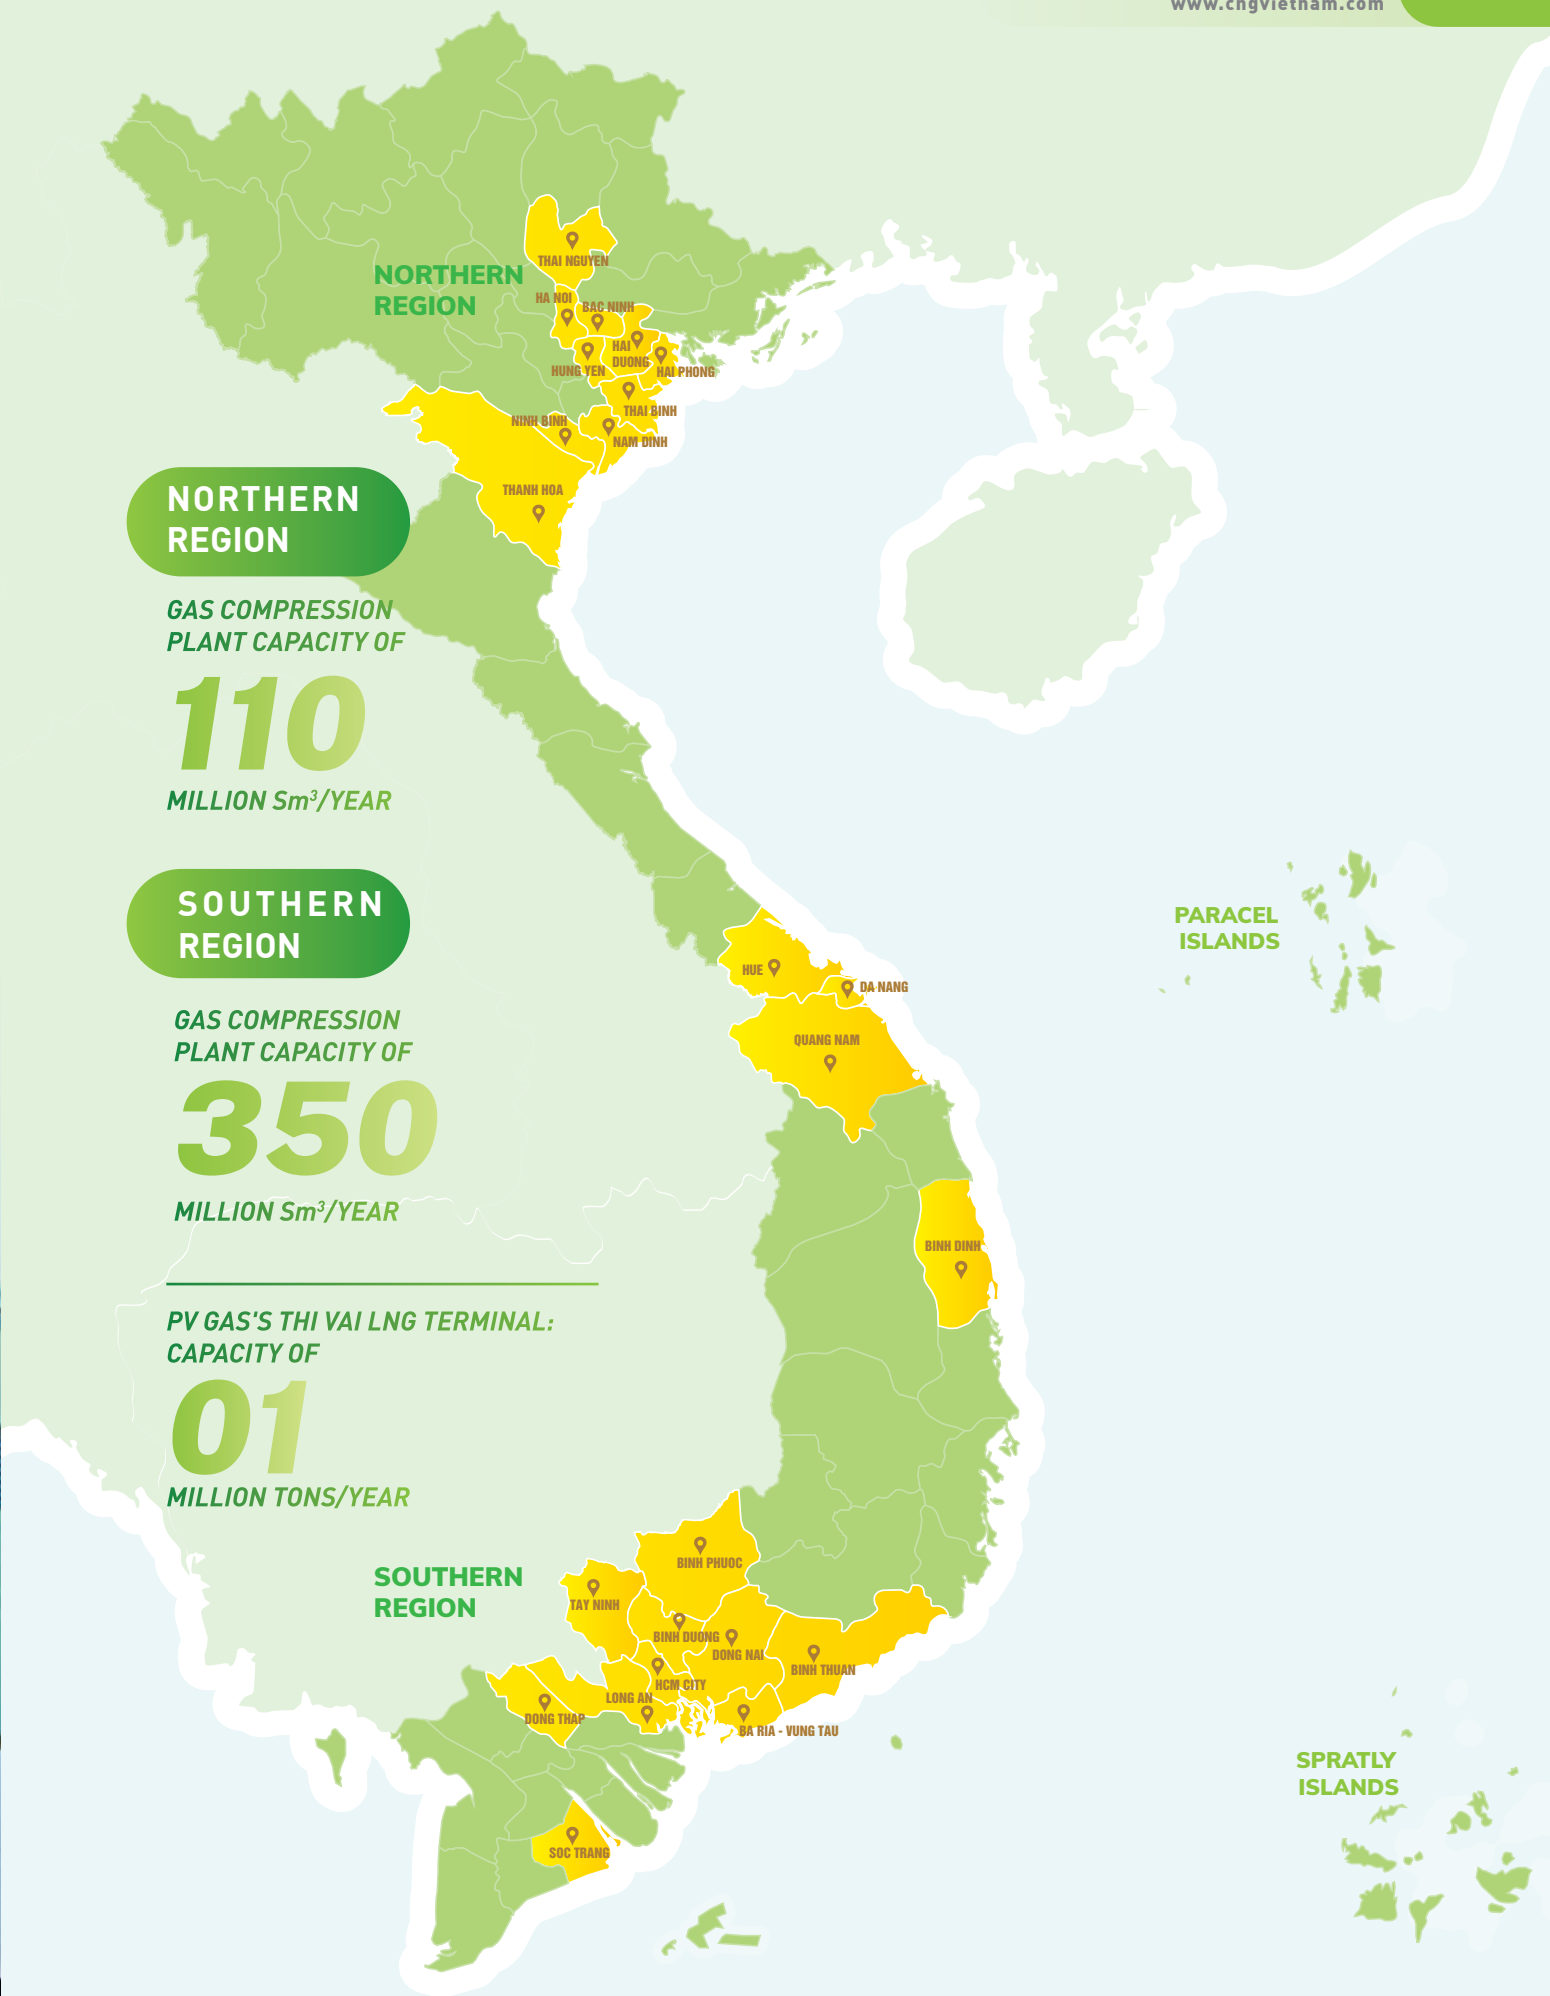 www.cngvietnam.com
THAI NGUYEN
NORTHERN
REGION
HA NOI
BAC NINH
HAI
DUONG
HUNG YEN
HAI PHONG
THAI BINH
NINH BINH
NAM DINH
THANH HOA
NORTHERN
REGION
GAS COMPRESSION
PLANT CAPACITY OF
110
MILLION Sm³/YEAR
SOUTHERN
REGION
GAS COMPRESSION
PLANT CAPACITY OF
350
MILLION Sm³/YEAR
PV GAS'S THI VAI LNG TERMINAL:
CAPACITY OF
01
MILLION TONS/YEAR
PARACEL
ISLANDS
HUE
DA NANG
QUANG NAM
BINH DINH
SOUTHERN
REGION
BINH PHUOC
TAY NINH
BINH DUONG
DONG NAI
BINH THUAN
HCM CITY
LONG AN
DONG THAP
BA RIA - VUNG TAU
SOC TRANG
SPRATLY
ISLANDS